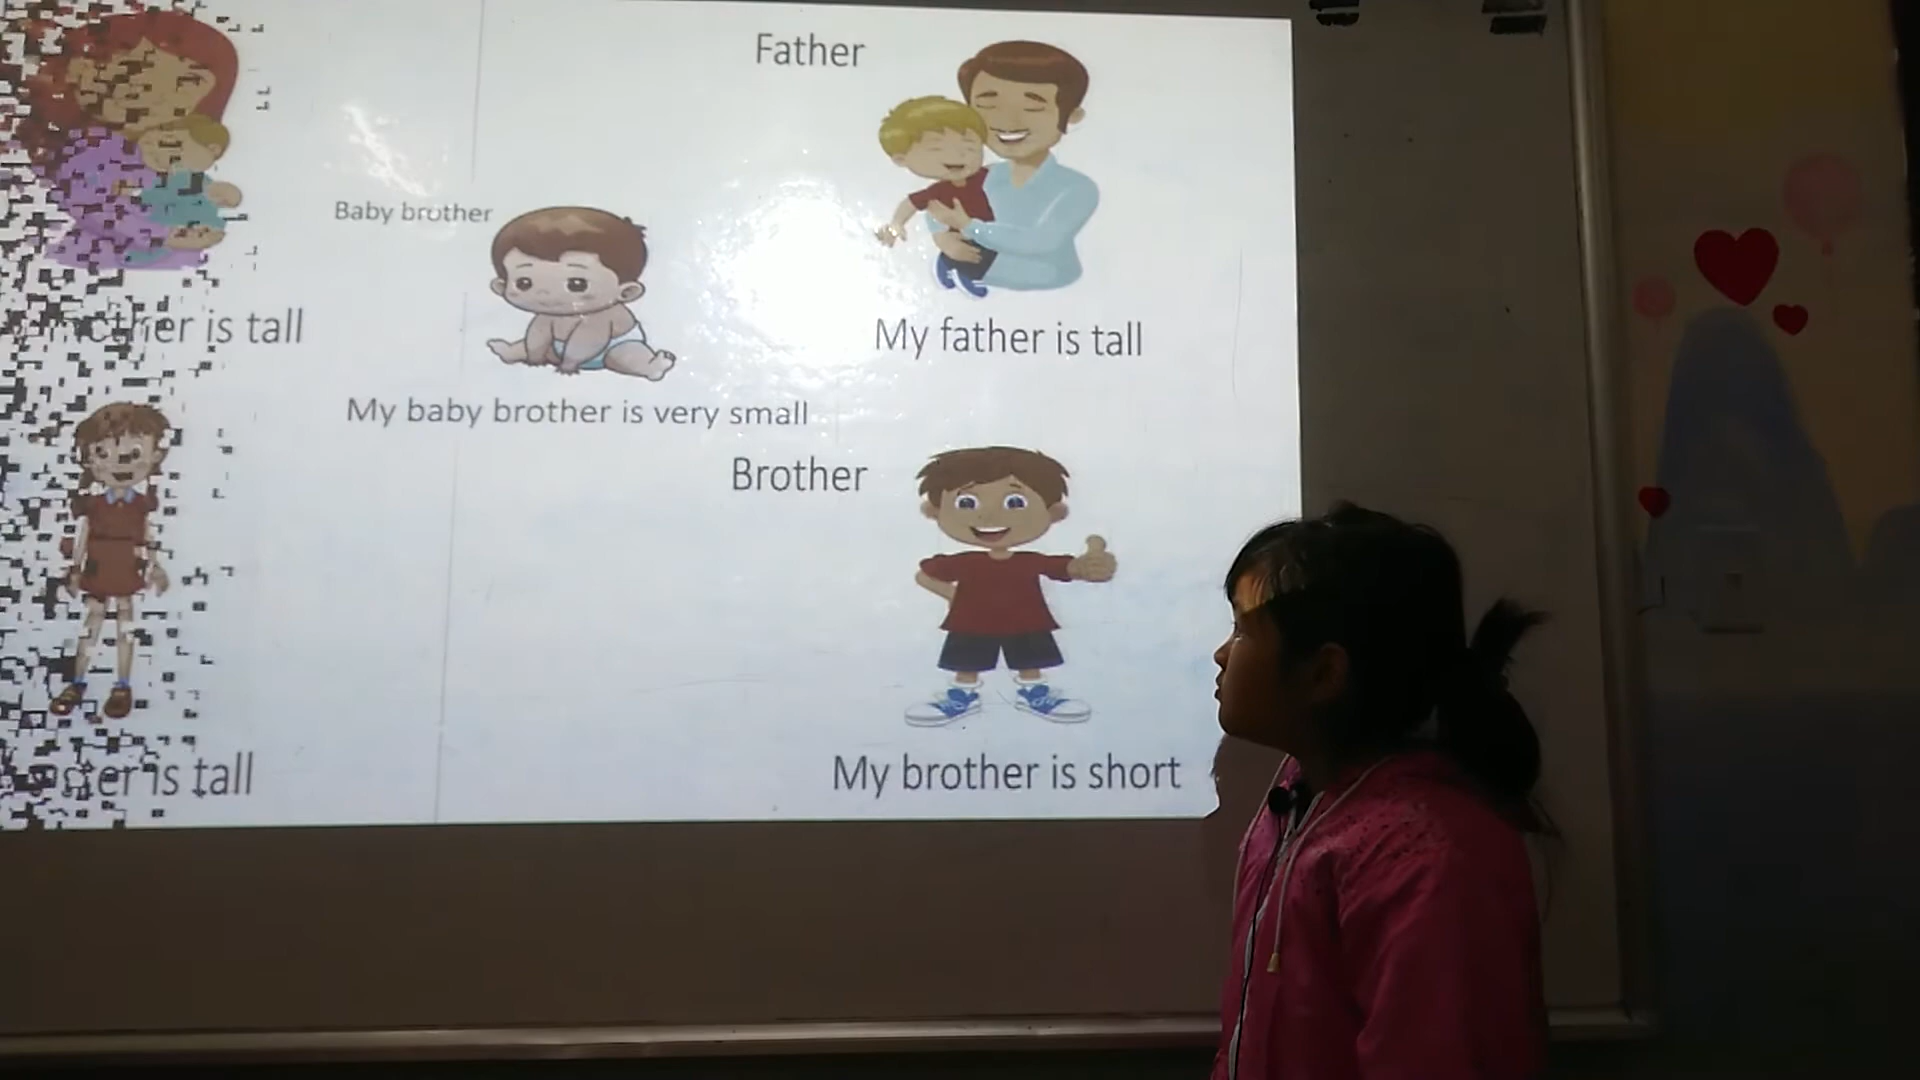 Father
Baby brother
mother is tall
My father is tall
My baby brother is very small
Brother
is tall
My brother is short